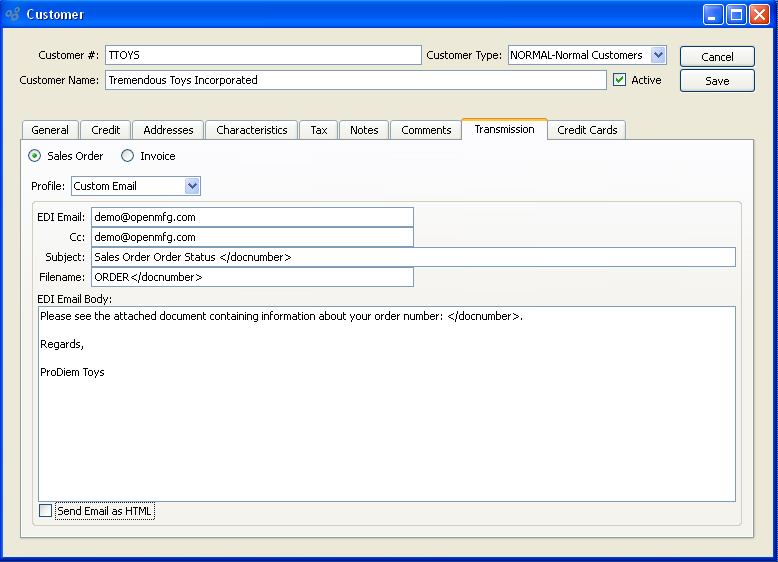 Customer
Customer #: TTOYS Customer Type: NORMAL-Normal Customers Cancel
Customer Name: Tremendous Toys Incorporated Active Save
General Credit Addresses Characteristics Tax Notes Comments Transmission Credit Cards
Sales Order Invoice
Profile: Custom Email
EDI Email: demo@openmfg.com
Cc: demo@openmfg.com
Subject: Sales Order Order Status </docnumber>
Filename: ORDER</docnumber>
EDI Email Body:
Please see the attached document containing information about your order number: </docnumber>.
Regards,
ProDiem Toys
Send Email as HTML